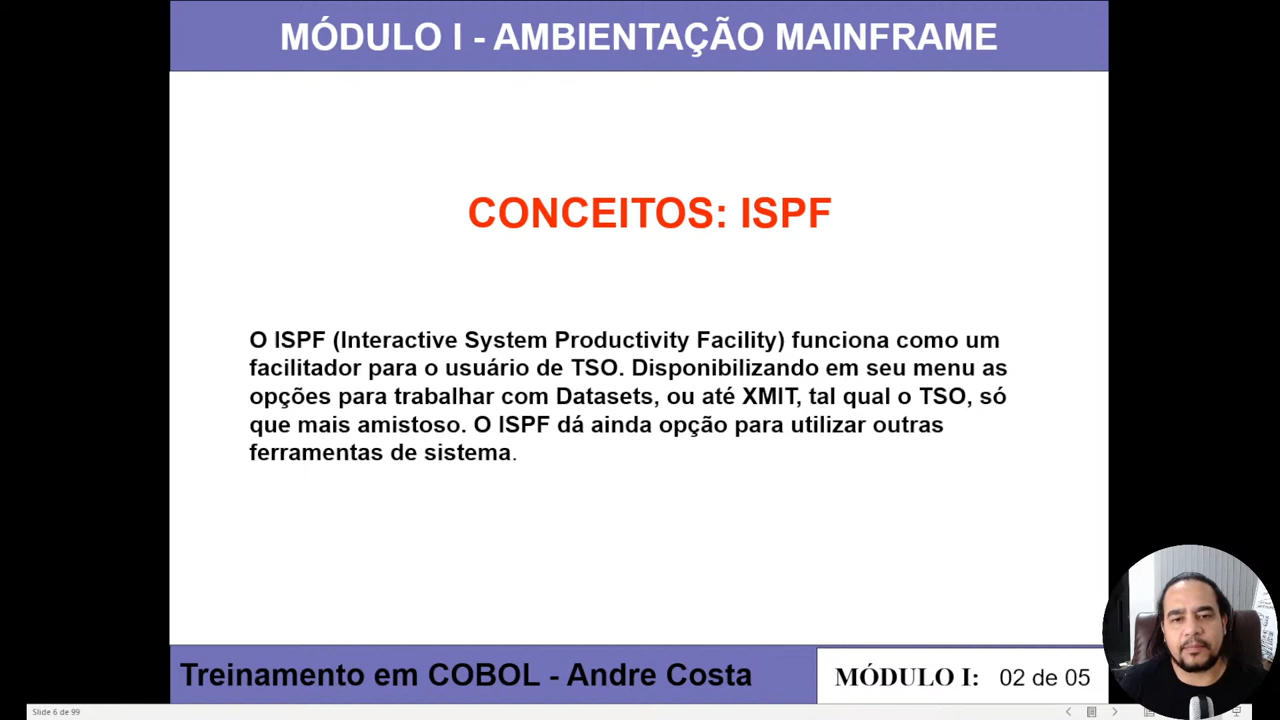 MÓDULO I - AMBIENTAÇÃO MAINFRAME
CONCEITOS: ISPF
O ISPF (Interactive System Productivity Facility) funciona como um
facilitador para o usuário de TSO. Disponibilizando em seu menu as
opções para trabalhar com Datasets, ou até XMIT, tal qual o TSO, só
que mais amistoso. O ISPF dá ainda opção para utilizar outras
ferramentas de sistema.
Treinamento em COBOL - Andre Costa
MÓDULO I: 02 de 05
Slide 6 de 99